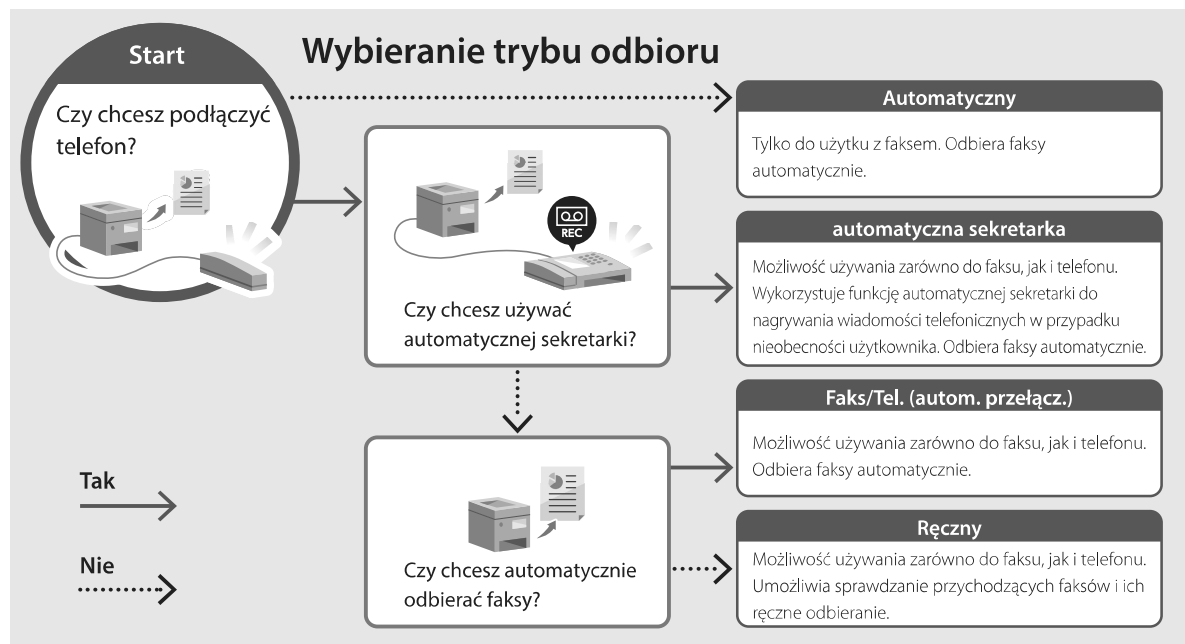 Wybieranie trybu odbioru
Start
Czy chcesz podłączyć
telefon?
REC
Czy chcesz używać
automatycznej sekretarki?
Czy chcesz automatycznie
odbierać faksy?
Automatyczny
Tylko do użytku z faksem. Odbiera faksy
automatycznie.
automatyczna sekretarka
Możliwość używania zarówno do faksu, jak i telefonu.
Wykorzystuje funkcję automatycznej sekretarki do
nagrywania wiadomości telefonicznych w przypadku
nieobecności użytkownika. Odbiera faksy automatycznie.
Faks/Tel. (autom. przełącz.)
Możliwość używania zarówno do faksu, jak i telefonu.
Odbiera faksy automatycznie.
Ręczny
Możliwość używania zarówno do faksu, jak i telefonu.
Umożliwia sprawdzanie przychodzących faksów i ich
ręczne odbieranie.
Tak
Nie